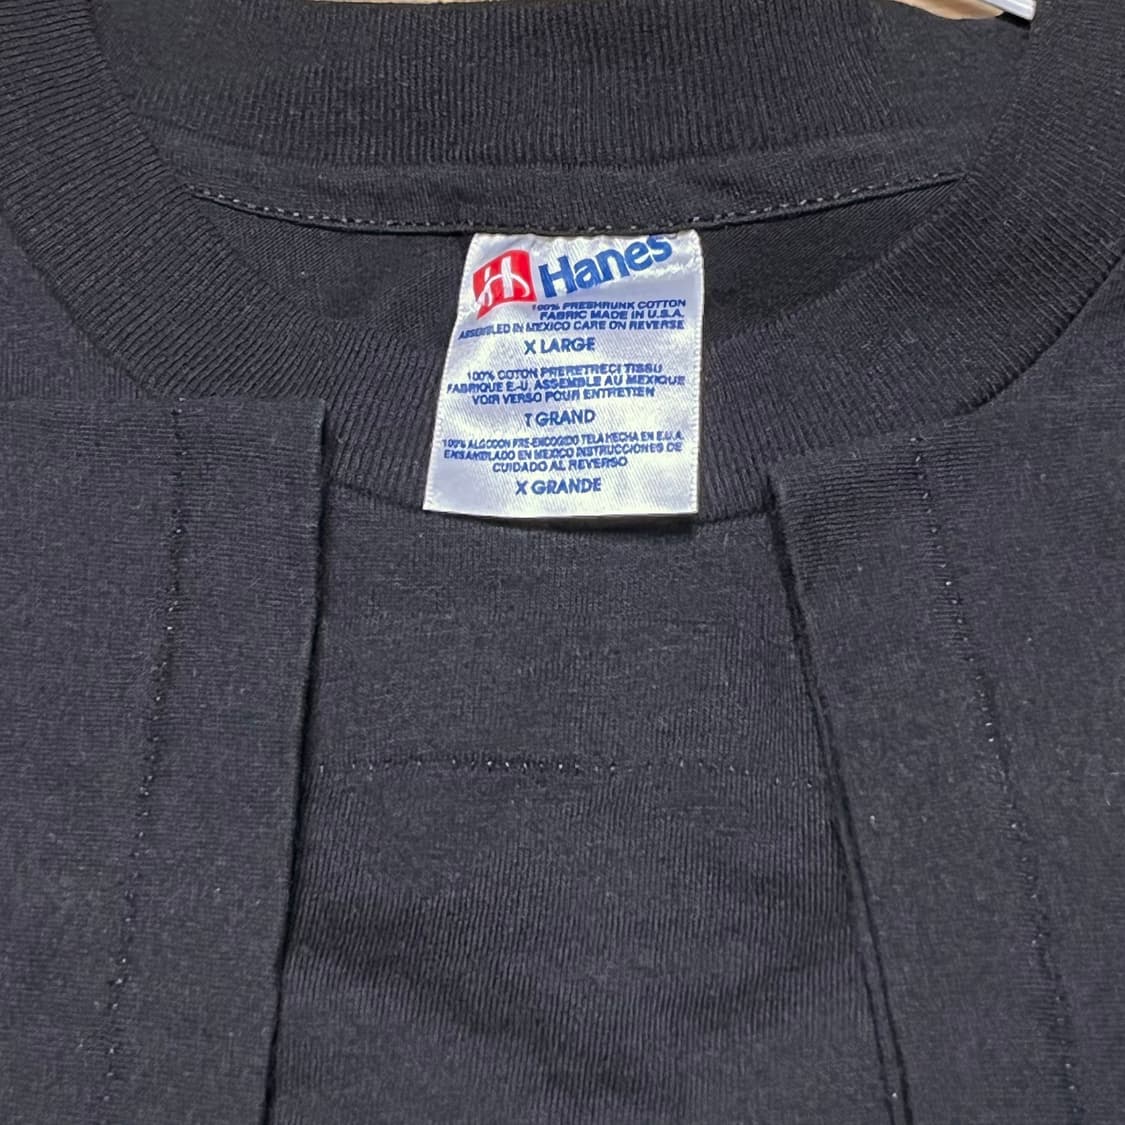 Hanes
100% PRESHRUNK COTTON
FABRIC MADE IN U.S.A.
ASSEMBLED IN MEXICO CARE ON REVERSE
X LARGE
100% COTON PRERETRECI TISSU
FABRIQUE E.-U. ASSEMBLE AU MEXIQUE
VOIR VERSO POUR ENTRETIEN
T GRAND
100% ALGODON PRE-ENCOGIDO TELA HECHA EN E.U.A.
ENSAMBLADO EN MEXICO INSTRUCCIONES DE
CUIDADO AL REVERSO
X GRANDE